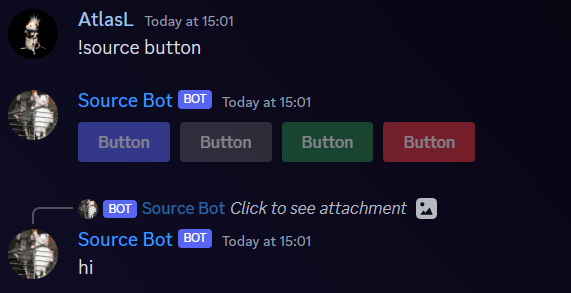 AtlasL Today at 15:01
!source button
Source Bot BOT Today at 15:01
Button Button Button Button
BOT Source Bot Click to see attachment
Source Bot BOT Today at 15:01
hi